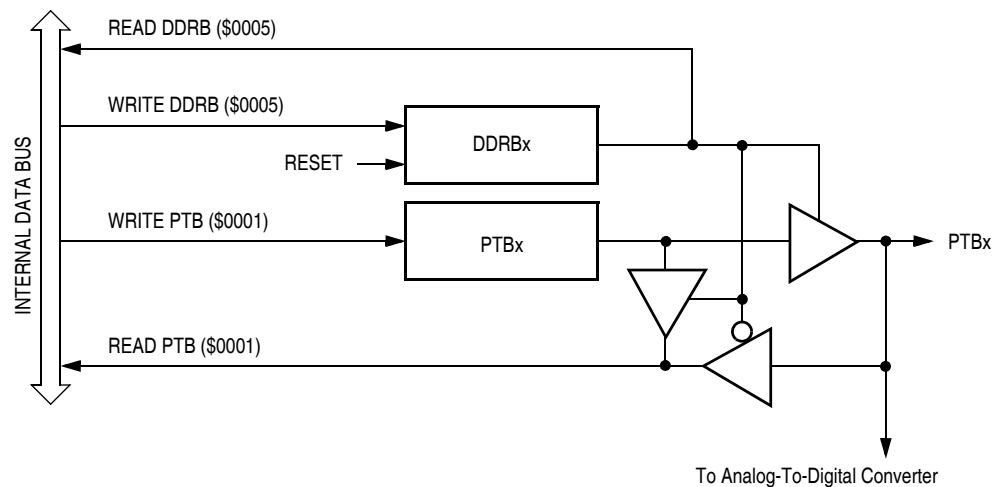 READ DDRB ($0005)
WRITE DDRB ($0005)
RESET
DDRBx
INTERNAL DATA BUS
WRITE PTB ($0001)
PTBx
PTBx
READ PTB ($0001)
To Analog-To-Digital Converter